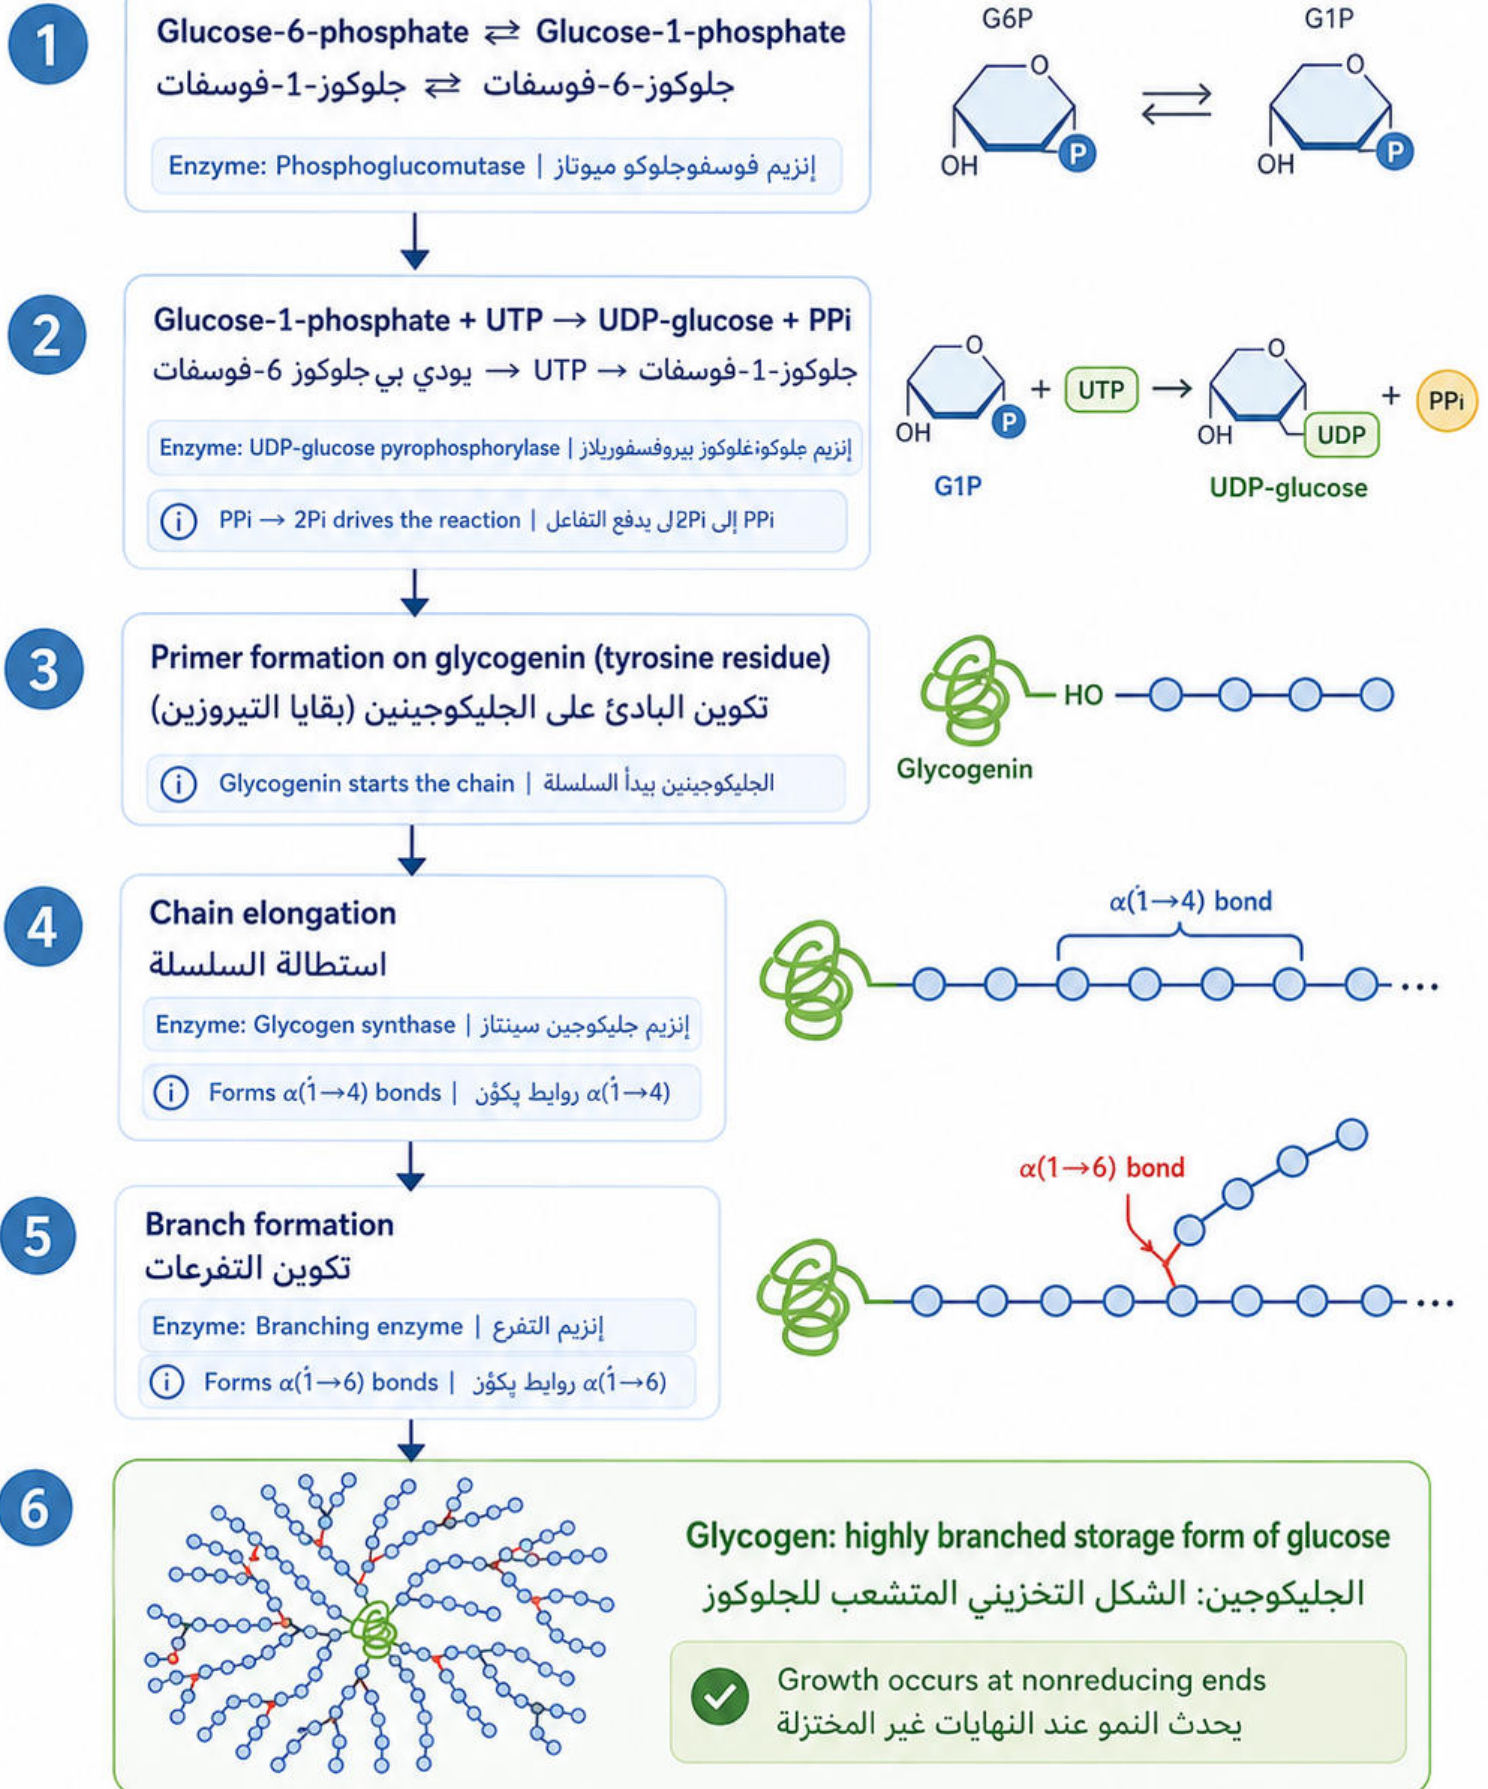 1
Glucose-6-phosphate ⇄ Glucose-1-phosphate
جلوكوز-6-فوسفات ⇄ جلوكوز-1-فوسفات
Enzyme: Phosphoglucomutase | إنزيم فوسفوجلوكو ميوتاز
G6P
O
OH
P
G1P
O
OH
P
2
Glucose-1-phosphate + UTP → UDP-glucose + PPi
جلوكوز-1-فوسفات → UTP → يودي بي جلوكوز 6-فوسفات
Enzyme: UDP-glucose pyrophosphorylase | إنزيم بيروفسفوريلاز
PPi → 2Pi drives the reaction | PPi إلى 2Pi يدفع التفاعل
O
OH
P
G1P
+
UTP
→
O
OH
UDP
UDP-glucose
+
PPi
3
Primer formation on glycogenin (tyrosine residue)
تكوين البادئ على الجليكوجينين (بقايا التيروزين)
Glycogenin starts the chain | الجليكوجينين يبدأ السلسلة
HO
Glycogenin
4
Chain elongation
استطالة السلسلة
Enzyme: Glycogen synthase | إنزيم جليكوجين سينتاز
Forms α(1→4) bonds | روايط α(1→4)
α(1→4) bond
...
5
Branch formation
تكوين التفرعات
Enzyme: Branching enzyme | إنزيم التفرع
Forms α(1→6) bonds | روايط α(1→6)
α(1→6) bond
...
6
Glycogen: highly branched storage form of glucose
الجليكوجين: الشكل التخزيني المتشعب للجلوكوز
Growth occurs at nonreducing ends
يحدث النمو عند النهايات غير المختزلة